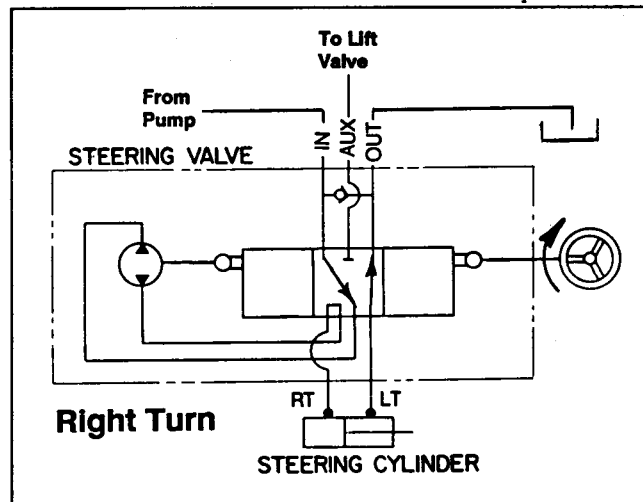 To Lift
Valve
From
Pump
IN
AUX
OUT
STEERING VALVE
RT
LT
Right Turn
STEERING CYLINDER